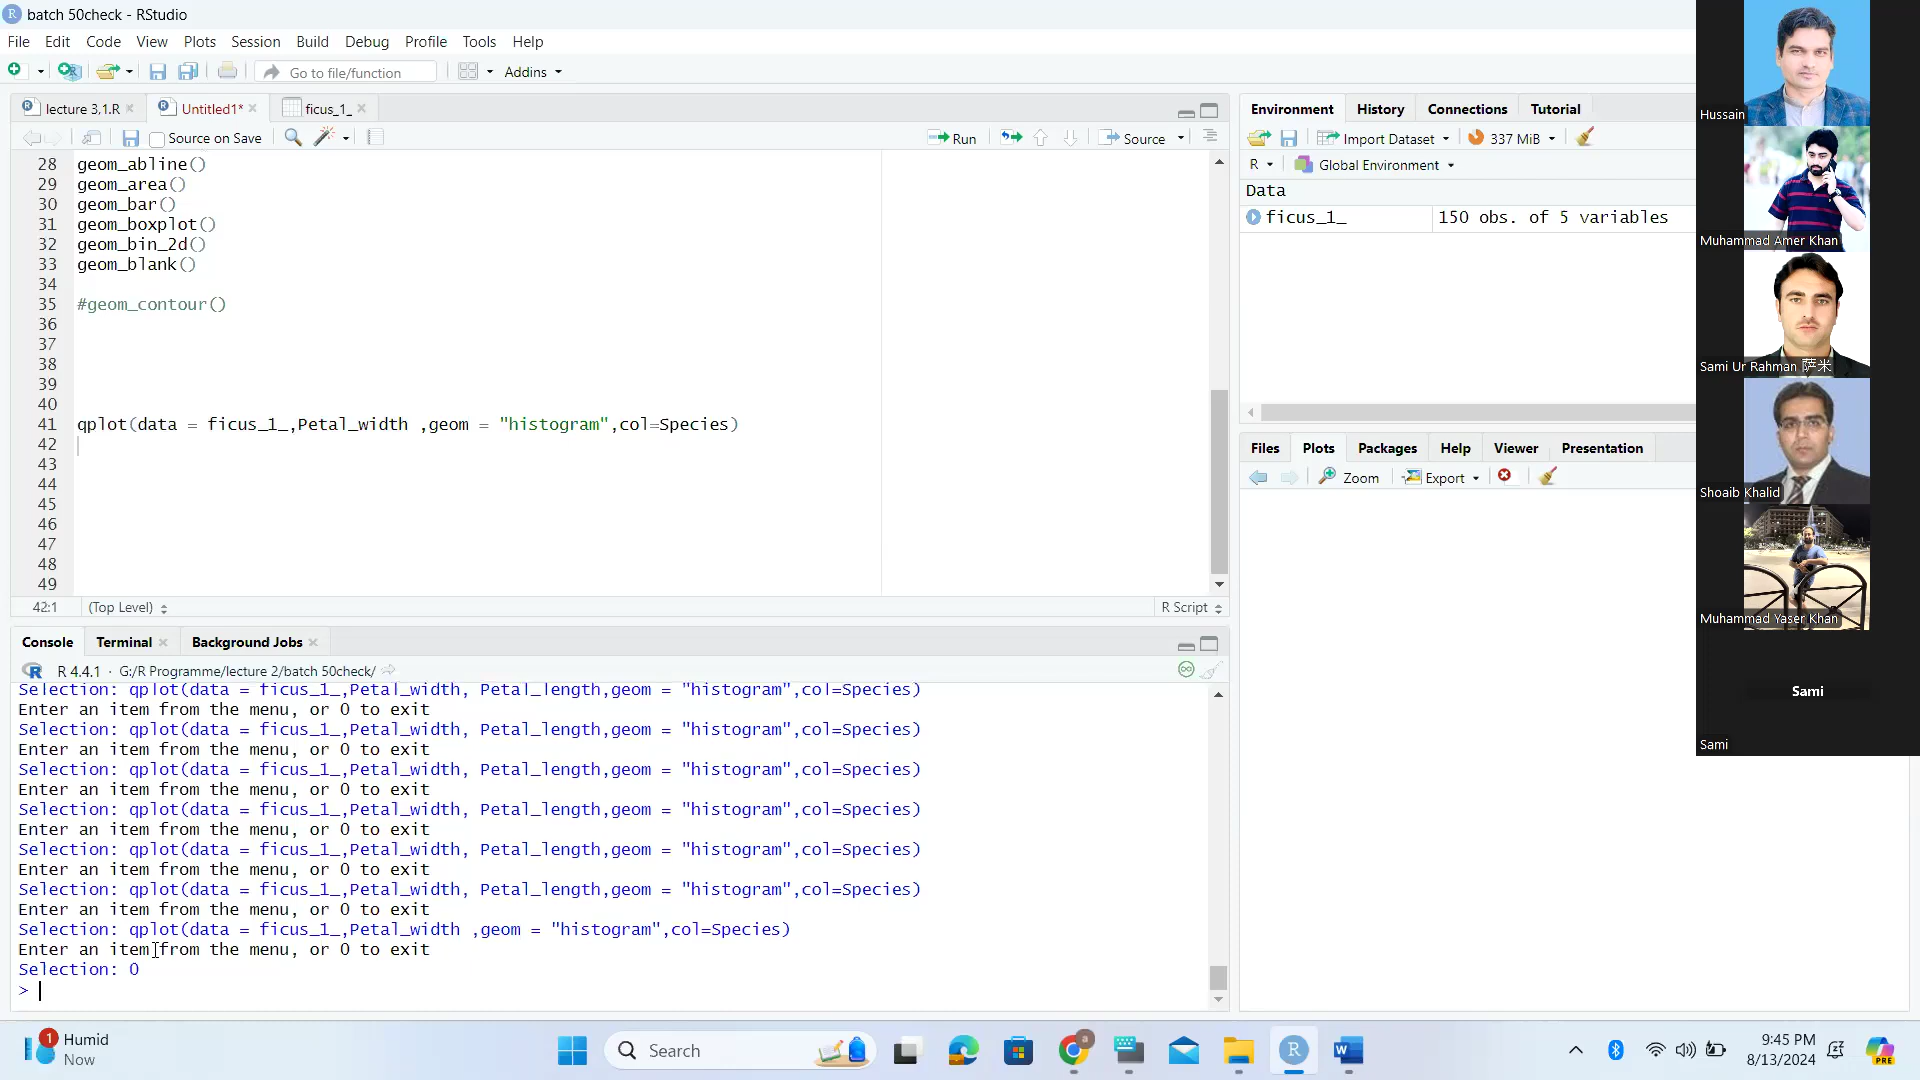 batch 50check - RStudio
File Edit Code View Plots Session Build Debug Profile Tools Help
Go to file/function Addins
lecture 3,1.R Untitled1* ficus_1_
Source on Save Run Source
28 geom_abline()
29 geom_area()
30 geom_bar()
31 geom_boxplot()
32 geom_bin_2d()
33 geom_blank()
34
35 #geom_contour()
36
37
38
39
40
41 qplot(data = ficus_1_,Petal_width ,geom = "histogram",col=Species)
42
43
44
45
46
47
48
49
42:1 (Top Level) R Script
Console Terminal Background Jobs
R 4.4.1 · G:/R Programme/lecture 2/batch 50check/
Selection: qplot(data = ficus_1_,Petal_width, Petal_length,geom = "histogram",col=Species)
Enter an item from the menu, or 0 to exit
Selection: qplot(data = ficus_1_,Petal_width, Petal_length,geom = "histogram",col=Species)
Enter an item from the menu, or 0 to exit
Selection: qplot(data = ficus_1_,Petal_width, Petal_length,geom = "histogram",col=Species)
Enter an item from the menu, or 0 to exit
Selection: qplot(data = ficus_1_,Petal_width, Petal_length,geom = "histogram",col=Species)
Enter an item from the menu, or 0 to exit
Selection: qplot(data = ficus_1_,Petal_width, Petal_length,geom = "histogram",col=Species)
Enter an item from the menu, or 0 to exit
Selection: qplot(data = ficus_1_,Petal_width, Petal_length,geom = "histogram",col=Species)
Enter an item from the menu, or 0 to exit
Selection: qplot(data = ficus_1_,Petal_width ,geom = "histogram",col=Species)
Enter an item from the menu, or 0 to exit
Selection: 0
>
Environment History Connections Tutorial
Import Dataset 337 MiB
R Global Environment
Data
ficus_1_ 150 obs. of 5 variables
Files Plots Packages Help Viewer Presentation
Zoom Export
Hussain
Muhammad Amer Khan
Sami Ur Rahman 萨米
Shoaib Khalid
Muhammad Yaser Khan
Sami
Sami
1 Humid
Now
Search
9:45 PM
8/13/2024
PRE